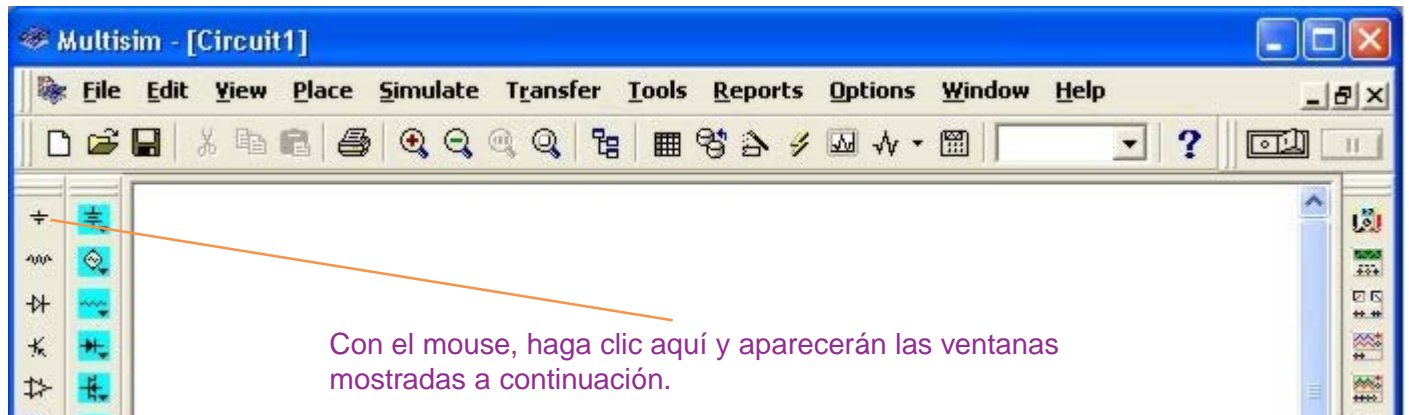 Multisim - [Circuit1]
File Edit View Place Simulate Transfer Tools Reports Options Window Help
Con el mouse, haga clic aquí y aparecerán las ventanas
mostradas a continuación.